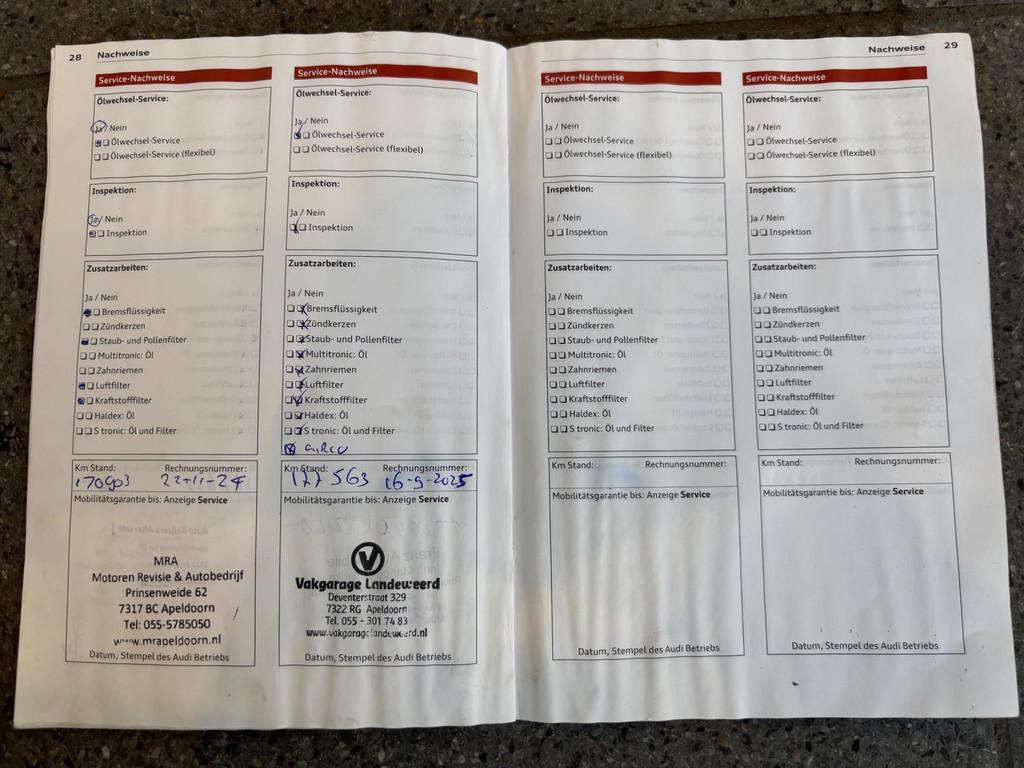 28 Nachweise
Service-Nachweise
Ölwechsel-Service:
Ja / Nein
Ölwechsel-Service
Ölwechsel-Service (flexibel)
Inspektion:
Ja / Nein
Inspektion
Zusatzarbeiten:
Ja / Nein
Bremsflüssigkeit
Zündkerzen
Staub- und Pollenfilter
Multitronic: Öl
Zahnriemen
Luftfilter
Kraftstofffilter
Haldex: Öl
S tronic: Öl und Filter
Km Stand: Rechnungsnummer:
170903 22-11-24
Mobilitätsgarantie bis: Anzeige Service
MRA
Motoren Revisie & Autobedrijf
Prinsenweide 62
7317 BC Apeldoorn
Tel: 055-5785050
www.mrapeldoorn.nl
Datum, Stempel des Audi Betriebs
Service-Nachweise
Ölwechsel-Service:
Ja / Nein
Ölwechsel-Service
Ölwechsel-Service (flexibel)
Inspektion:
Ja / Nein
Inspektion
Zusatzarbeiten:
Ja / Nein
Bremsflüssigkeit
Zündkerzen
Staub- und Pollenfilter
Multitronic: Öl
Zahnriemen
Luftfilter
Kraftstofffilter
Haldex: Öl
S tronic: Öl und Filter
airco
Km Stand: Rechnungsnummer:
177 563 16-9-2025
Mobilitätsgarantie bis: Anzeige Service
V
Vakgarage Landeweerd
Deventerstraat 329
7322 RG Apeldoorn
Tel. 055 - 301 74 83
www.vakgaragelandeweerd.nl
Datum, Stempel des Audi Betriebs
Nachweise 29
Service-Nachweise
Ölwechsel-Service:
Ja / Nein
Ölwechsel-Service
Ölwechsel-Service (flexibel)
Inspektion:
Ja / Nein
Inspektion
Zusatzarbeiten:
Ja / Nein
Bremsflüssigkeit
Zündkerzen
Staub- und Pollenfilter
Multitronic: Öl
Zahnriemen
Luftfilter
Kraftstofffilter
Haldex: Öl
S tronic: Öl und Filter
Km Stand: Rechnungsnummer:
Mobilitätsgarantie bis: Anzeige Service
Datum, Stempel des Audi Betriebs
Service-Nachweise
Ölwechsel-Service:
Ja / Nein
Ölwechsel-Service
Ölwechsel-Service (flexibel)
Inspektion:
Ja / Nein
Inspektion
Zusatzarbeiten:
Ja / Nein
Bremsflüssigkeit
Zündkerzen
Staub- und Pollenfilter
Multitronic: Öl
Zahnriemen
Luftfilter
Kraftstofffilter
Haldex: Öl
S tronic: Öl und Filter
Km Stand: Rechnungsnummer:
Mobilitätsgarantie bis: Anzeige Service
Datum, Stempel des Audi Betriebs